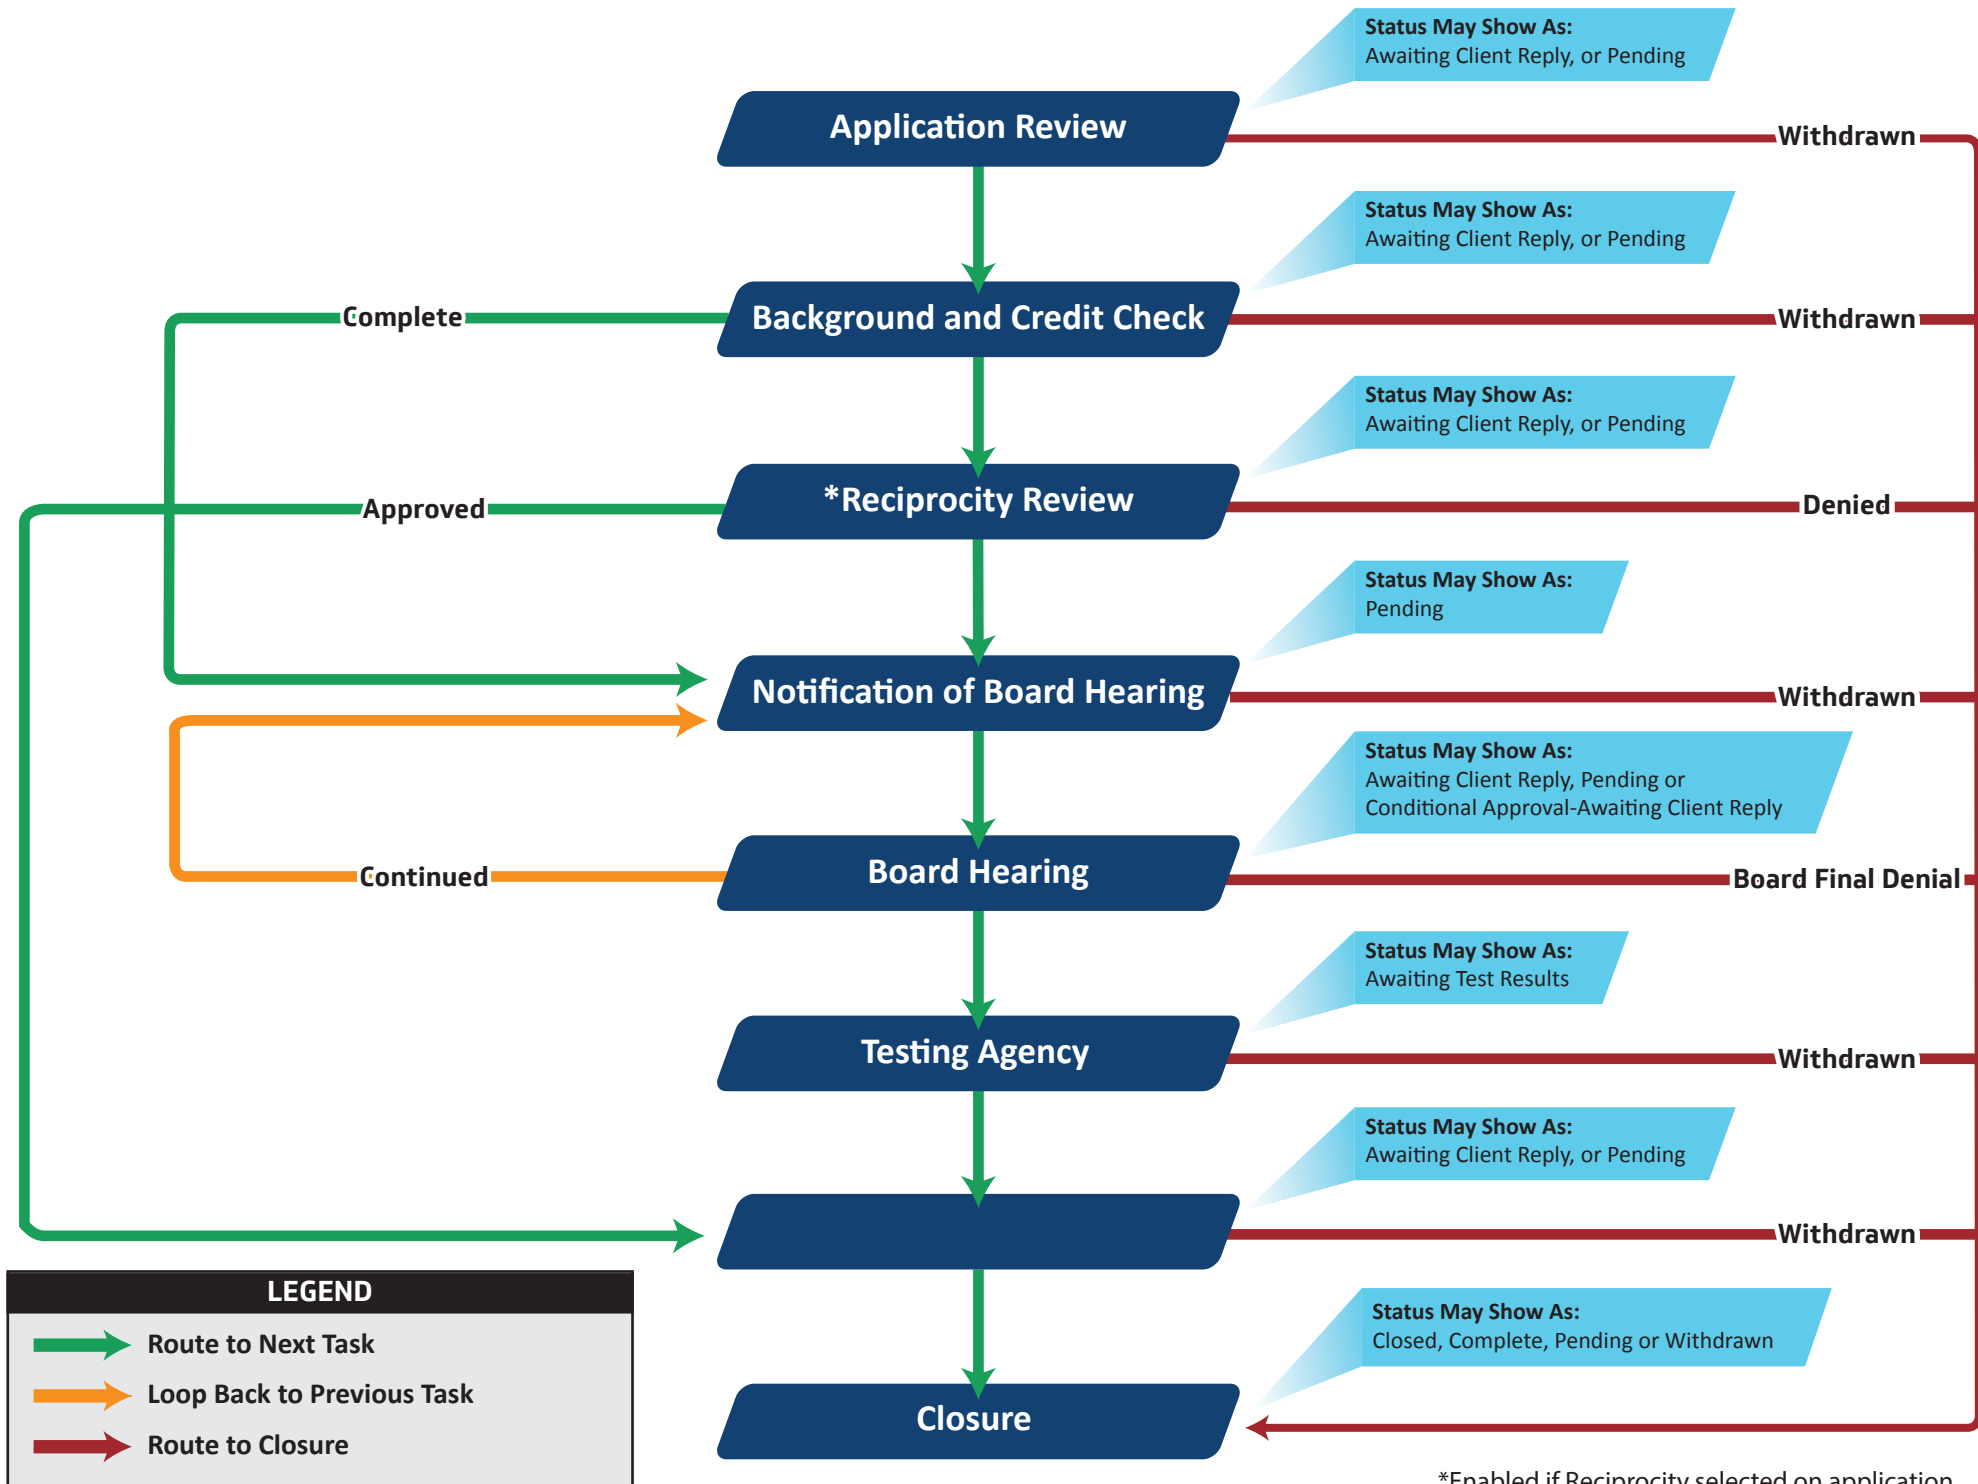 Status May Show As:
Awaiting Client Reply, or Pending
Application Review
Withdrawn
Status May Show As:
Awaiting Client Reply, or Pending
Complete
Background and Credit Check
Withdrawn
Status May Show As:
Awaiting Client Reply, or Pending
Approved
*Reciprocity Review
Denied
Status May Show As:
Pending
Notification of Board Hearing
Withdrawn
Status May Show As:
Awaiting Client Reply, Pending or
Conditional Approval-Awaiting Client Reply
Continued
Board Hearing
Board Final Denial
Status May Show As:
Awaiting Test Results
Testing Agency
Withdrawn
Status May Show As:
Awaiting Client Reply, or Pending
Withdrawn
LEGEND
Route to Next Task
Loop Back to Previous Task
Route to Closure
Status May Show As:
Closed, Complete, Pending or Withdrawn
Closure
*Enabled if Reciprocity selected on application